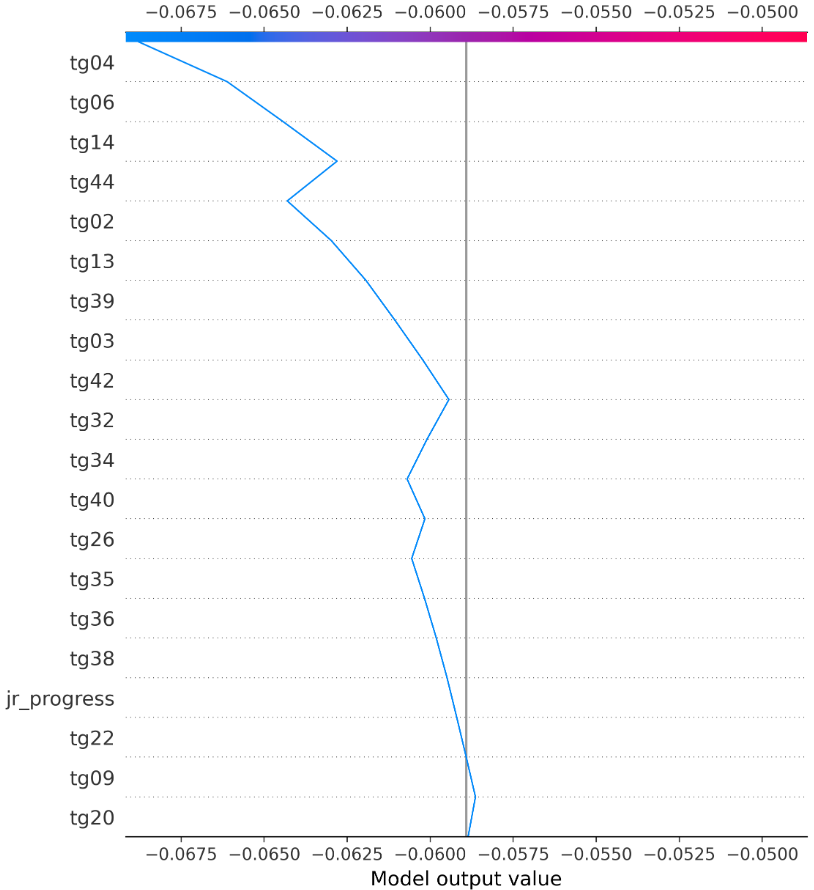 −0.0675 −0.0650 −0.0625 −0.0600 −0.0575 −0.0550 −0.0525 −0.0500
tg04
tg06
tg14
tg44
tg02
tg13
tg39
tg03
tg42
tg32
tg34
tg40
tg26
tg35
tg36
tg38
jr_progress
tg22
tg09
tg20
−0.0675 −0.0650 −0.0625 −0.0600 −0.0575 −0.0550 −0.0525 −0.0500
Model output value